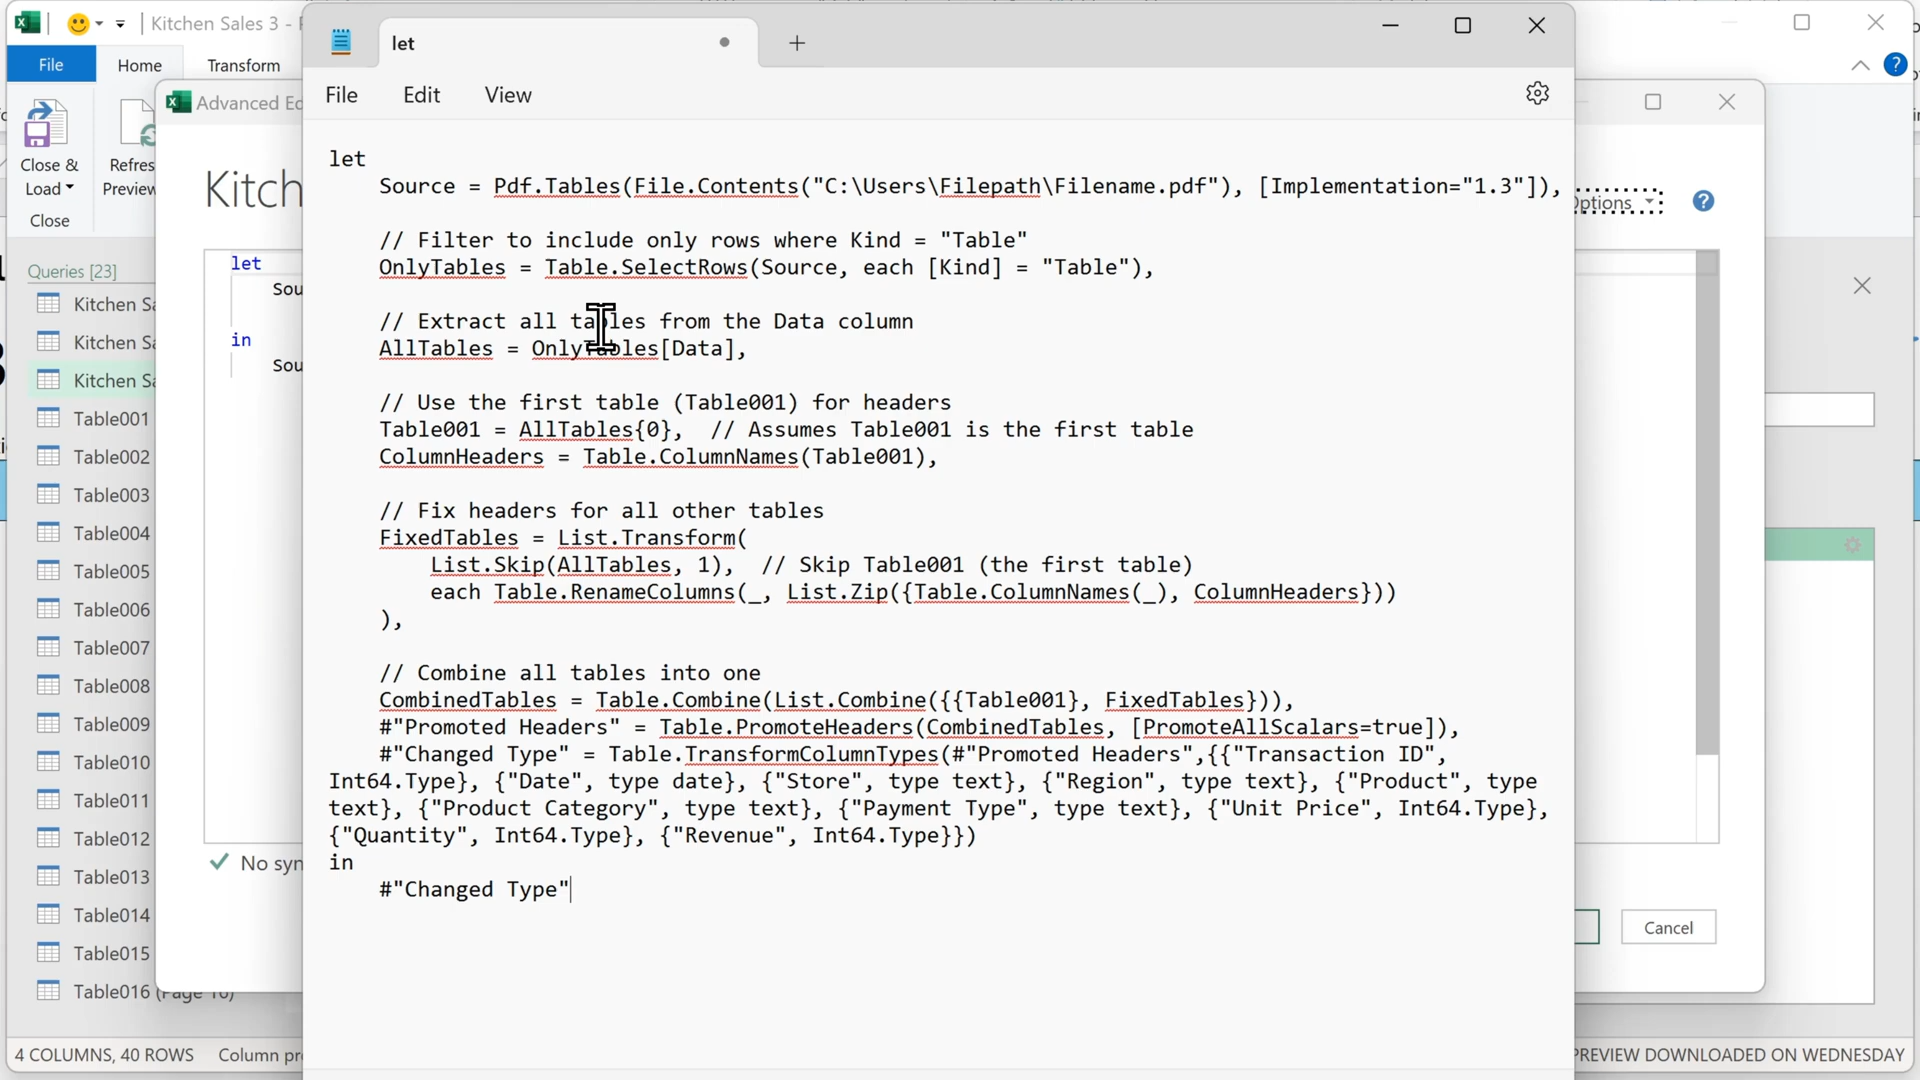 Kitchen Sales 3 -
let
File
Home
Transform
File
Edit
View
Advanced Ed
Close &
Load
Refres
Preview
Close
Kitch
Options
let
Sou
in
Sou
Queries [23]
Kitchen Sa
Kitchen Sa
Kitchen Sa
Table001
Table002
Table003
Table004
Table005
Table006
Table007
Table008
Table009
Table010
Table011
Table012
Table013
Table014
Table015
Table016 (Page 16)
let
Source = Pdf.Tables(File.Contents("C:\Users\Filepath\Filename.pdf"), [Implementation="1.3"]),
// Filter to include only rows where Kind = "Table"
OnlyTables = Table.SelectRows(Source, each [Kind] = "Table"),
// Extract all tables from the Data column
AllTables = OnlyTables[Data],
// Use the first table (Table001) for headers
Table001 = AllTables{0},  // Assumes Table001 is the first table
ColumnHeaders = Table.ColumnNames(Table001),
// Fix headers for all other tables
FixedTables = List.Transform(
List.Skip(AllTables, 1),  // Skip Table001 (the first table)
each Table.RenameColumns(_, List.Zip({Table.ColumnNames(_), ColumnHeaders}))
),
// Combine all tables into one
CombinedTables = Table.Combine(List.Combine({{Table001}, FixedTables})),
#"Promoted Headers" = Table.PromoteHeaders(CombinedTables, [PromoteAllScalars=true]),
#"Changed Type" = Table.TransformColumnTypes(#"Promoted Headers",{{"Transaction ID",
Int64.Type}, {"Date", type date}, {"Store", type text}, {"Region", type text}, {"Product", type
text}, {"Product Category", type text}, {"Payment Type", type text}, {"Unit Price", Int64.Type},
{"Quantity", Int64.Type}, {"Revenue", Int64.Type}})
in
#"Changed Type"
No syn
Cancel
4 COLUMNS, 40 ROWS
Column pr
PREVIEW DOWNLOADED ON WEDNESDAY